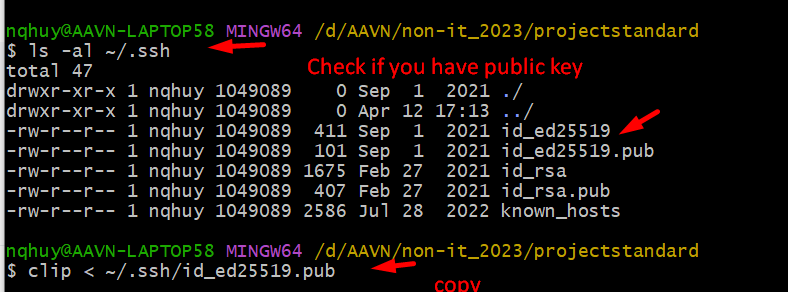 nqhuy@AAVN-LAPTOP58 MINGW64 /d/AAVN/non-it_2023/projectstandard
$ ls -al ~/.ssh
total 47
Check if you have public key
drwxr-xr-x 1 nqhuy 1049089    0 Sep  1  2021 ./
drwxr-xr-x 1 nqhuy 1049089    0 Apr 12 17:13 ../
-rw-r--r-- 1 nqhuy 1049089  411 Sep  1  2021 id_ed25519
-rw-r--r-- 1 nqhuy 1049089  101 Sep  1  2021 id_ed25519.pub
-rw-r--r-- 1 nqhuy 1049089 1675 Feb 27  2021 id_rsa
-rw-r--r-- 1 nqhuy 1049089  407 Feb 27  2021 id_rsa.pub
-rw-r--r-- 1 nqhuy 1049089 2586 Jul 28  2022 known_hosts
nqhuy@AAVN-LAPTOP58 MINGW64 /d/AAVN/non-it_2023/projectstandard
$ clip < ~/.ssh/id_ed25519.pub
copy